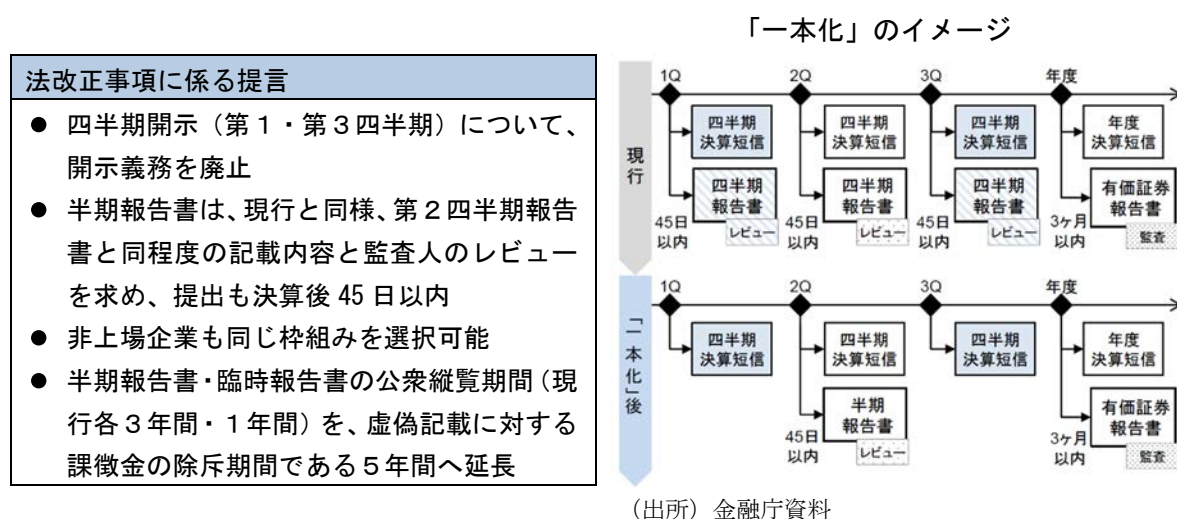 「一本化」のイメージ
法改正事項に係る提言
● 四半期開示(第1・第3四半期)について、
開示義務を廃止
● 半期報告書は、現行と同様、第2四半期報告
書と同程度の記載内容と監査人のレビュー
を求め、提出も決算後 45 日以内
● 非上場企業も同じ枠組みを選択可能
● 半期報告書・臨時報告書の公衆縦覧期間(現
行各3年間・1年間)を、虚偽記載に対する
課徴金の除斥期間である5年間へ延長
現行
1Q
2Q
3Q
年度
四半期
決算短信
四半期
決算短信
四半期
決算短信
年度
決算短信
四半期
報告書
レビュー
四半期
報告書
レビュー
四半期
報告書
レビュー
有価証券
報告書
監査
45日
以内
45日
以内
45日
以内
3ヶ月
以内
「一本化」後
1Q
2Q
3Q
年度
四半期
決算短信
四半期
決算短信
四半期
決算短信
年度
決算短信
半期
報告書
レビュー
有価証券
報告書
監査
45日
以内
3ヶ月
以内
(出所)金融庁資料